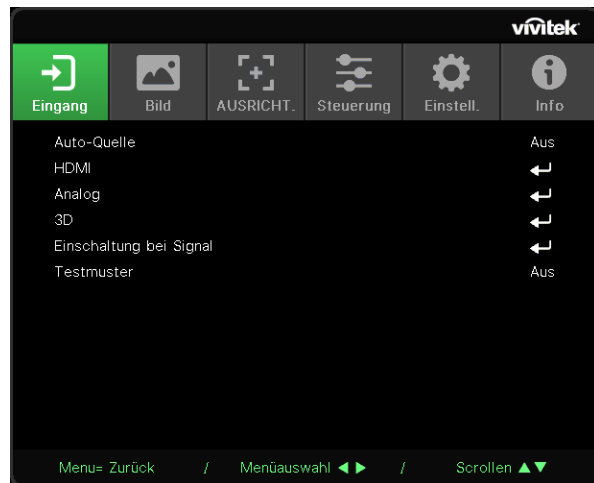 vivitek
Eingang Bild AUSRICHT. Steuerung Einstell. Info
Auto-Quelle Aus
HDMI
Analog
3D
Einschaltung bei Signal
Testmuster Aus
Menu= Zurück / Menüauswahl ◀ ▶ / Scrollen ▲▼